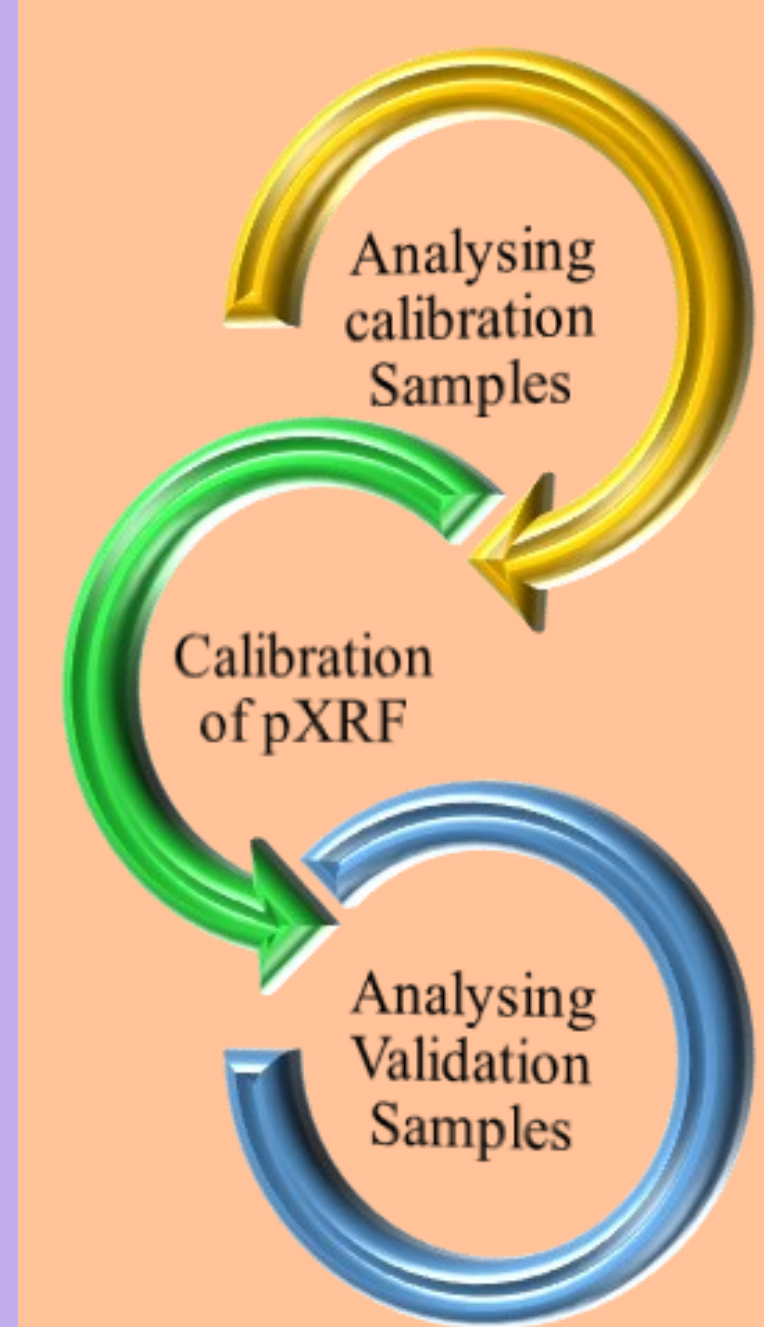 Analysing
calibration
Samples
Calibration
of pXRF
Analysing
Validation
Samples